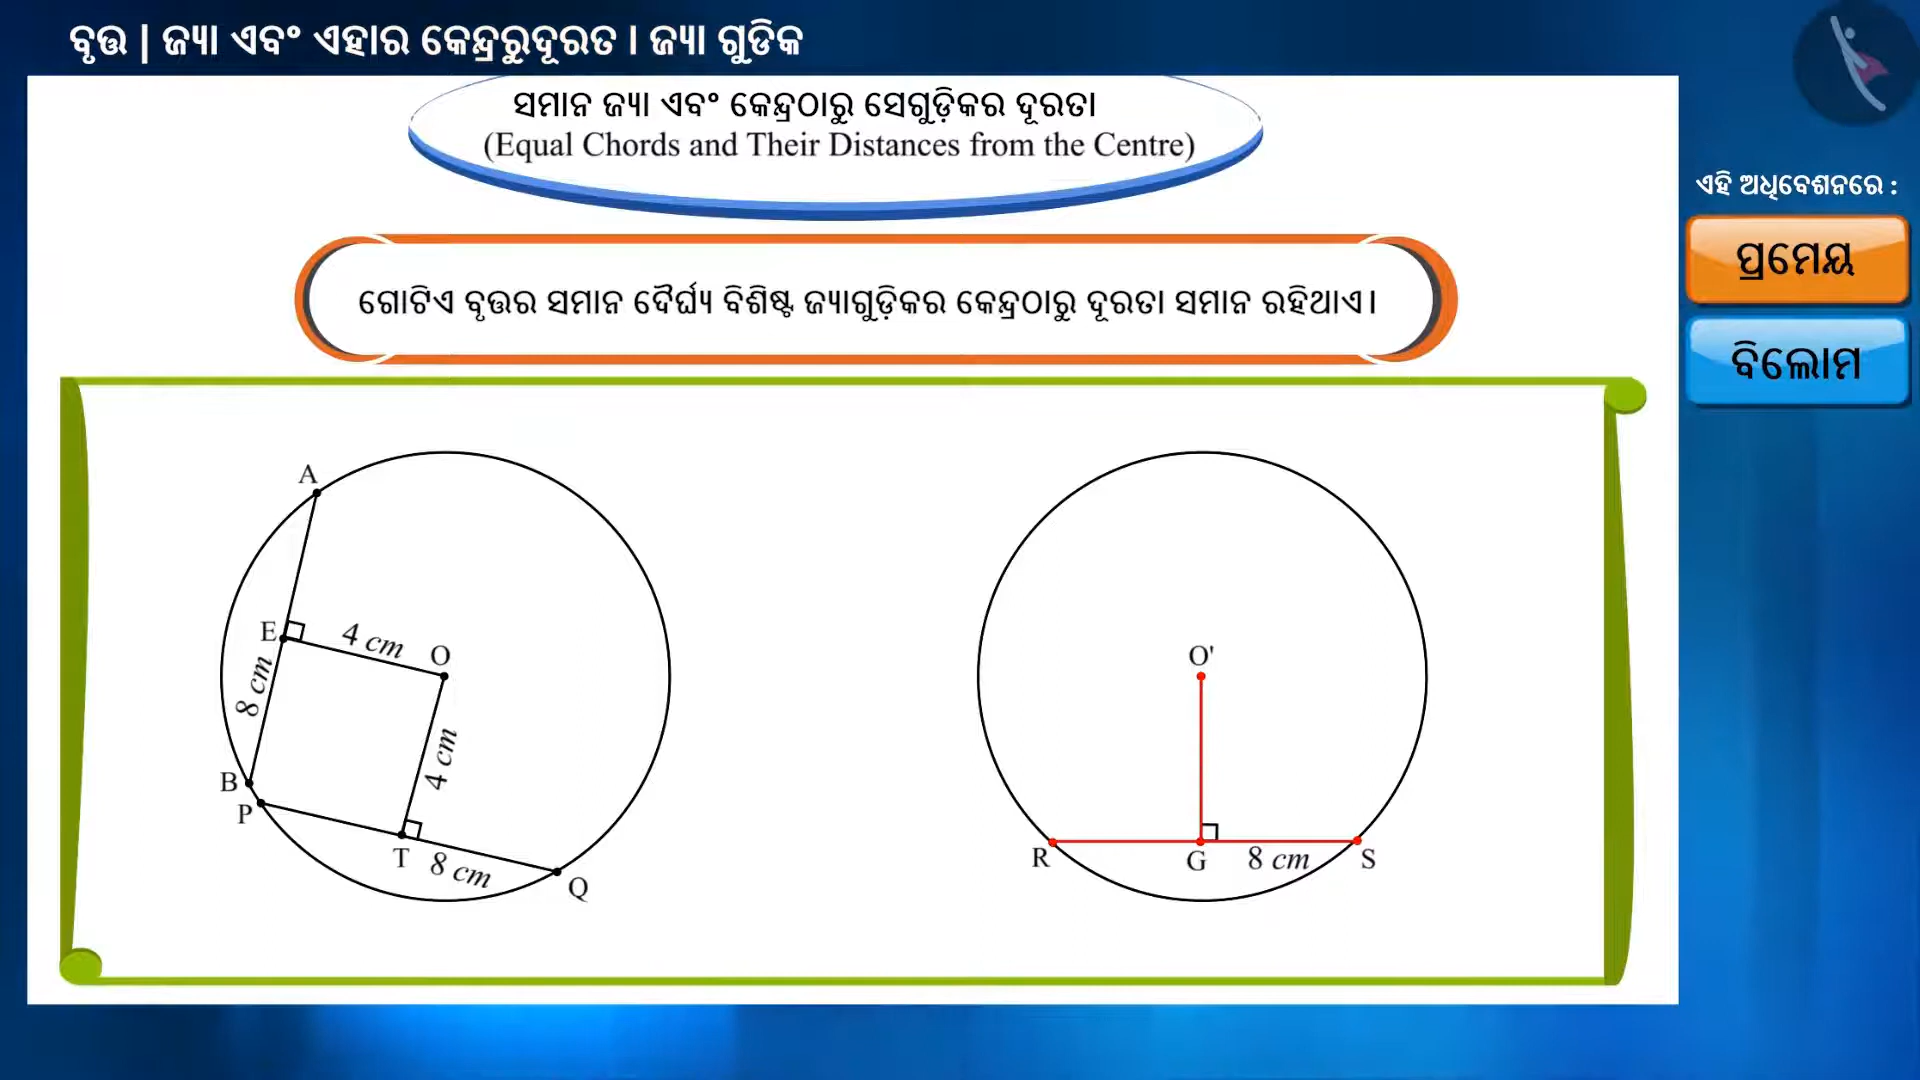 ବୃତ୍ତ | ଜ୍ୟା ଏବଂ ଏହାର କେନ୍ଦ୍ରରୁଦୂରତ । ଜ୍ୟା ଗୁଡିକ
ସମାନ ଜ୍ୟା ଏବଂ କେନ୍ଦ୍ରଠାରୁ ସେଗୁଡ଼ିକର ଦୂରତା
(Equal Chords and Their Distances from the Centre)
ଏହି ଅଧିବେଶନରେ :
ପ୍ରମେୟ
ବିଲୋମ
ଗୋଟିଏ ବୃତ୍ତର ସମାନ ଦୈର୍ଘ୍ୟ ବିଶିଷ୍ଟ ଜ୍ୟାଗୁଡ଼ିକର କେନ୍ଦ୍ରଠାରୁ ଦୂରତା ସମାନ ରହିଥାଏ ।
A
E
4 cm
O
8 cm
4 cm
B
P
T
8 cm
Q
O'
R
G
8 cm
S